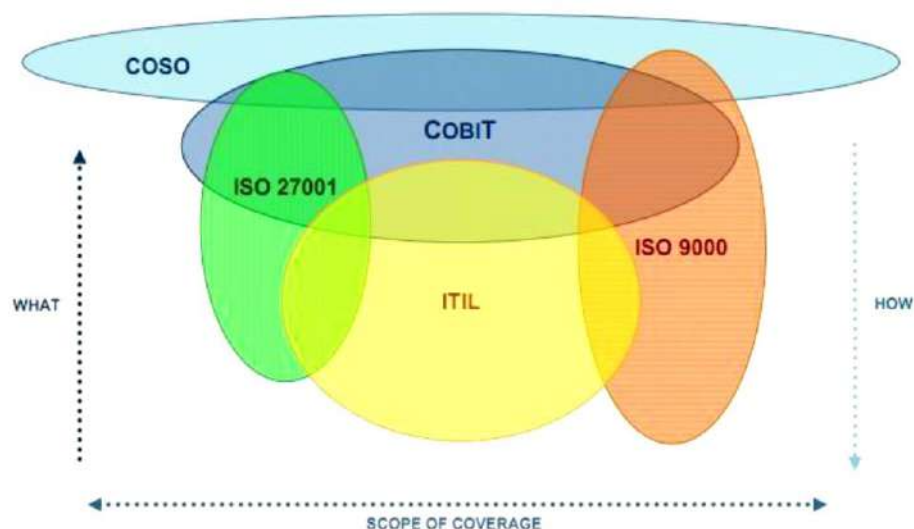 COSO
COBIT
ISO 27001
ISO 9000
WHAT
ITIL
HOW
SCOPE OF COVERAGE